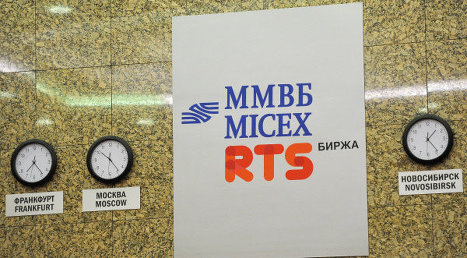 ММВБ
MICEX
RTS БИРЖА
ФРАНКФУРТ
FRANKFURT
МОСКВА
MOSCOW
НОВОСИБИРСК
NOVOSIBIRSK